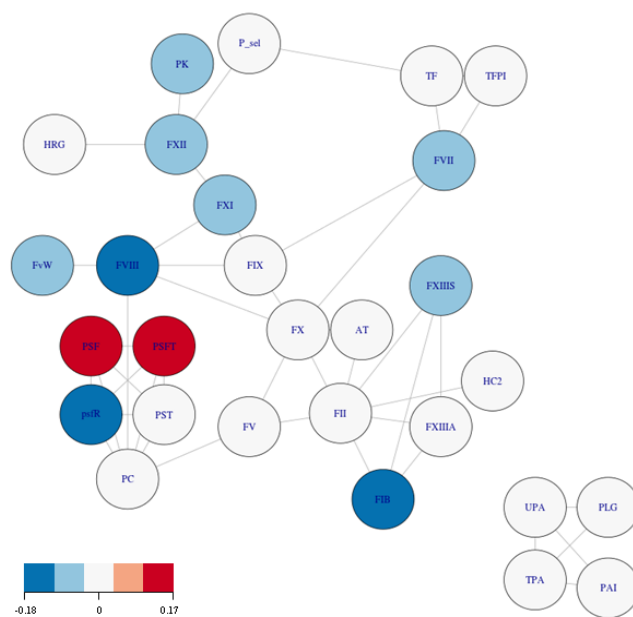 P_sel
PK
TF
TFPI
HRG
FXII
FVII
FXI
FvW
FVIII
FIX
FXIIIS
FX
AT
PSF
PSFT
HC2
psfR
PST
FV
FII
FXIIIA
PC
FIB
UPA
PLG
TPA
PAI
-0.18 0 0.17